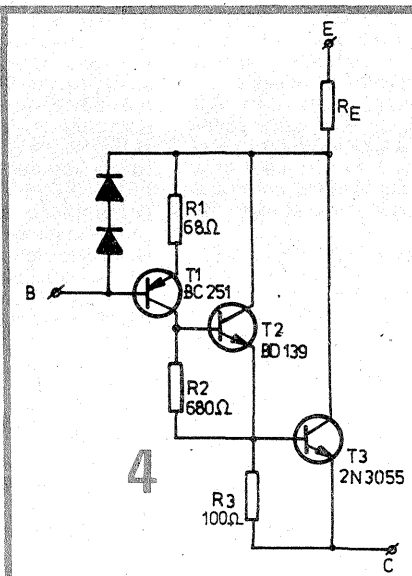 E
RE
R1
68Ω
B
T1
BC 251
T2
BD 139
R2
680Ω
4
T3
2N3055
R3
100Ω
C